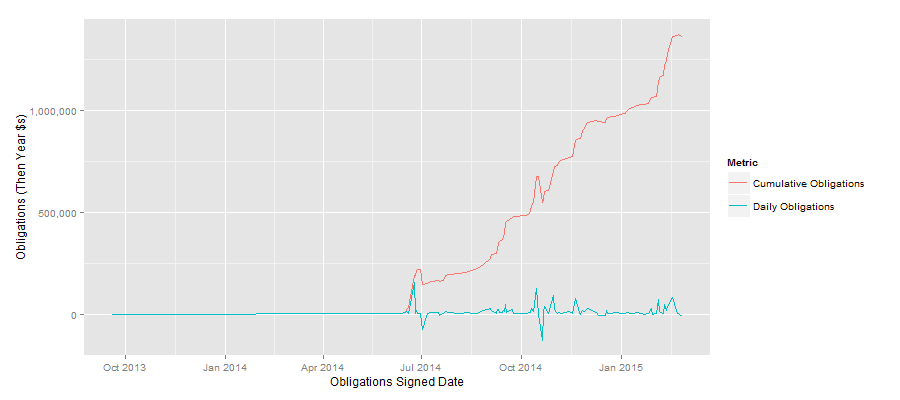 Obligations (Then Year $s)
1,000,000
500,000
0
Oct 2013
Jan 2014
Apr 2014
Jul 2014
Oct 2014
Jan 2015
Obligations Signed Date
Metric
Cumulative Obligations
Daily Obligations